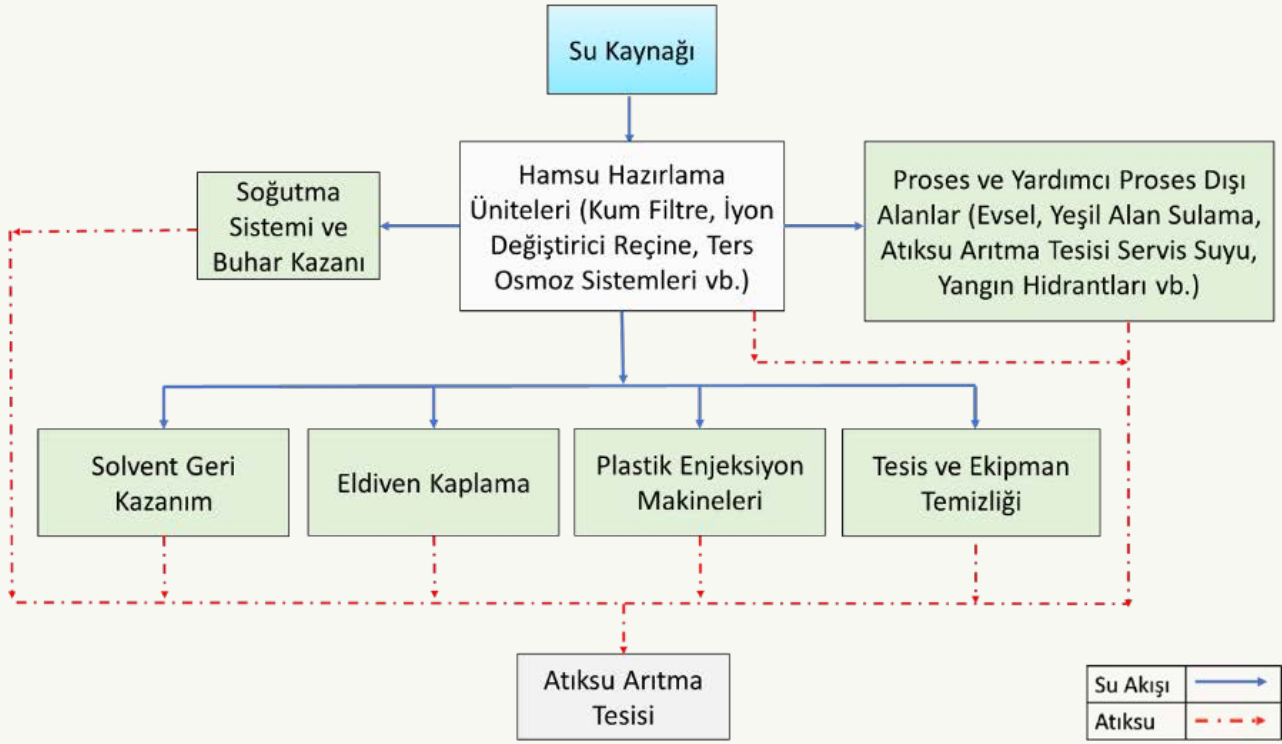 Su Kaynağı
Hamsu Hazırlama
Üniteleri (Kum Filtre, İyon
Değiştirici Reçine, Ters
Osmoz Sistemleri vb.)
Soğutma
Sistemi ve
Buhar Kazanı
Proses ve Yardımcı Proses Dışı
Alanlar (Evsel, Yeşil Alan Sulama,
Atıksu Arıtma Tesisi Servis Suyu,
Yangın Hidrantları vb.)
Solvent Geri
Kazanım
Eldiven Kaplama
Plastik Enjeksiyon
Makineleri
Tesis ve Ekipman
Temizliği
Atıksu Arıtma
Tesisi
Su Akışı
Atıksu